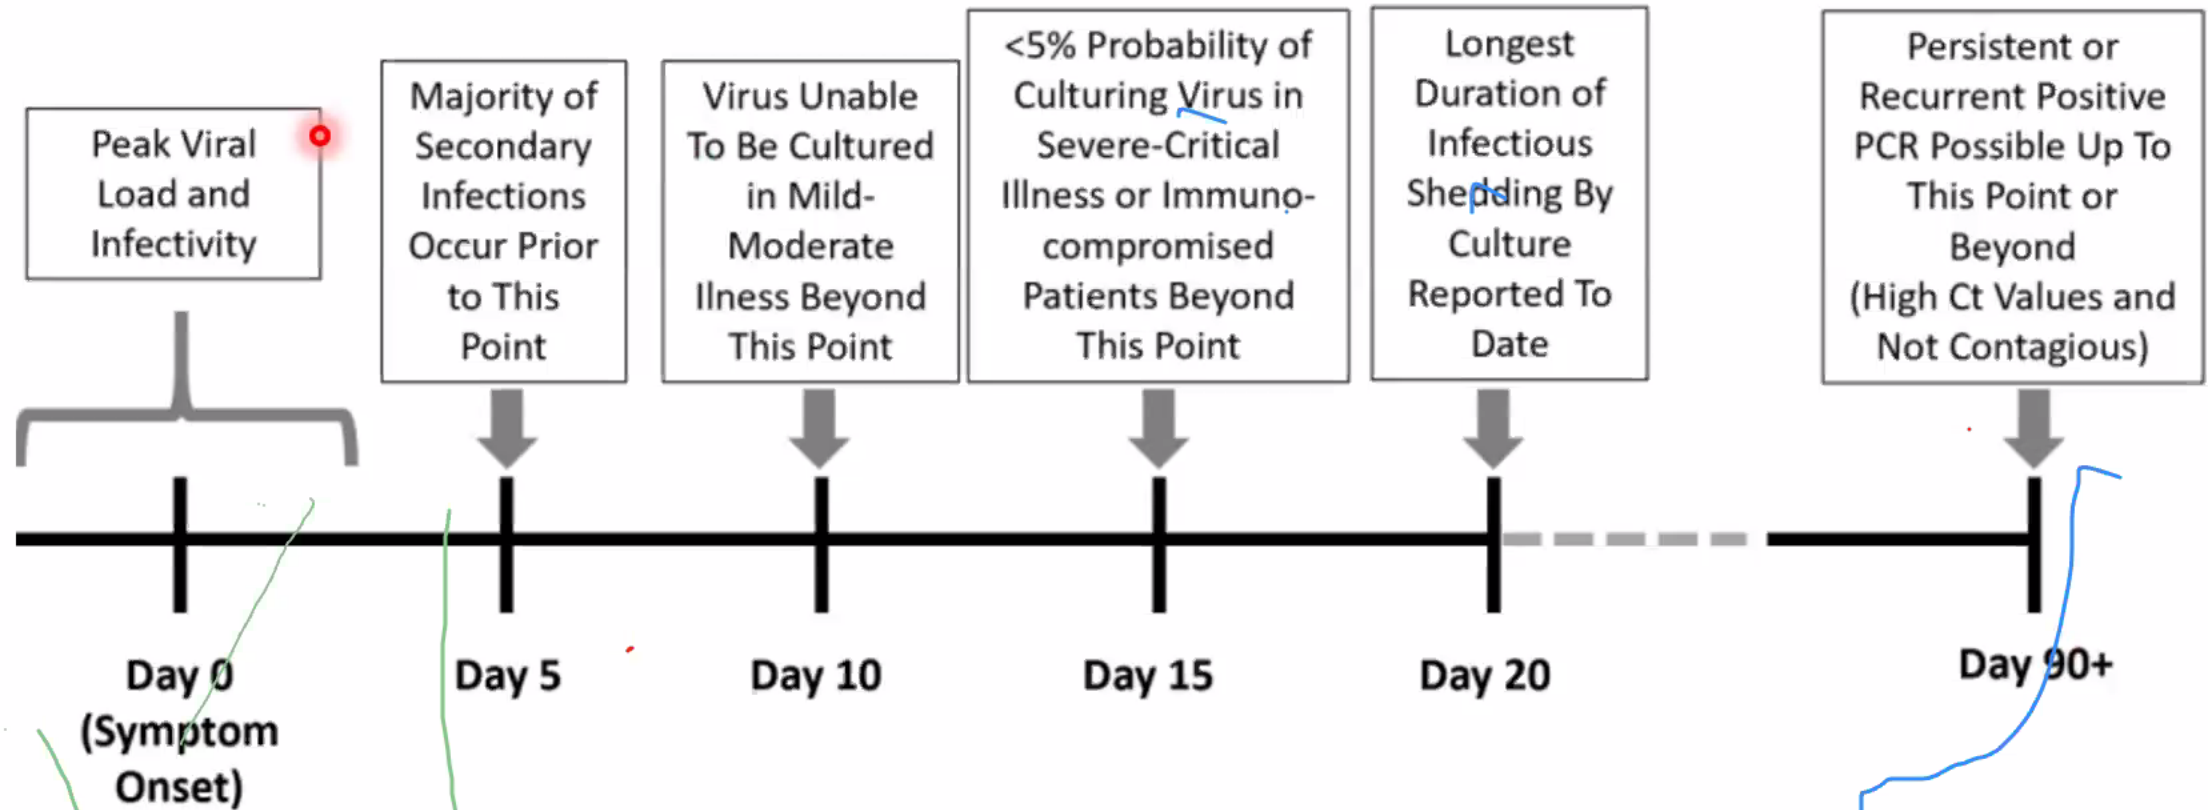 Peak Viral
Load and
Infectivity
Majority of
Secondary
Infections
Occur Prior
to This
Point
Virus Unable
To Be Cultured
in Mild-
Moderate
Ilness Beyond
This Point
<5% Probability of
Culturing Virus in
Severe-Critical
Illness or Immuno-
compromised
Patients Beyond
This Point
Longest
Duration of
Infectious
Shedding By
Culture
Reported To
Date
Persistent or
Recurrent Positive
PCR Possible Up To
This Point or
Beyond
(High Ct Values and
Not Contagious)
Day 0
(Symptom
Onset)
Day 5
Day 10
Day 15
Day 20
Day 90+